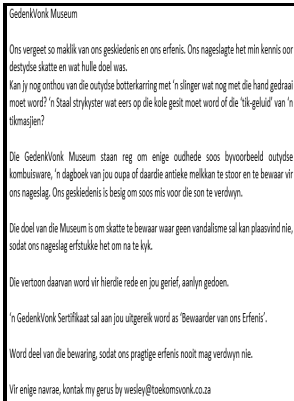 GedenkVonk Museum
Ons vergeet so maklik van ons geskiedenis en ons erfenis. Ons nageslagte het min kennis oor
destydse skatte en wat hulle doel was.
Kan jy nog onthou van die outydse botterkarring met 'n slinger wat nog met die hand gedraai
moet word? 'n Staal strykyster wat eers op die kole gesit moet word of die 'tik-geluid' van 'n
tikmasjien?
Die GedenkVonk Museum staan reg om enige oudhede soos byvoorbeeld outydse
kombuisware, 'n dagboek van jou oupa of daardie antieke melkkan te stoor en te bewaar vir
ons nageslag. Ons geskiedenis is besig om soos mis voor die son te verdwyn.
Die doel van die Museum is om skatte te bewaar waar geen vandalisme sal kan plaasvind nie,
sodat ons nageslag erfstukke het om na te kyk.
Die vertoon daarvan word vir hierdie rede en jou gerief, aanlyn gedoen.
'n GedenkVonk Sertifikaat sal aan jou uitgereik word as 'Bewaarder van ons Erfenis'.
Word deel van die bewaring, sodat ons pragtige erfenis nooit mag verdwyn nie.
Vir enige navrae, kontak my gerus by wesley@toekomsvonk.co.za